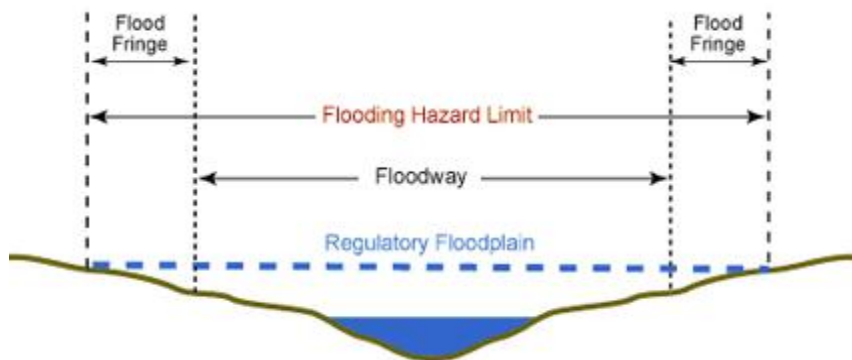 Flood
Fringe
Flood
Fringe
Flooding Hazard Limit
Floodway
Regulatory Floodplain